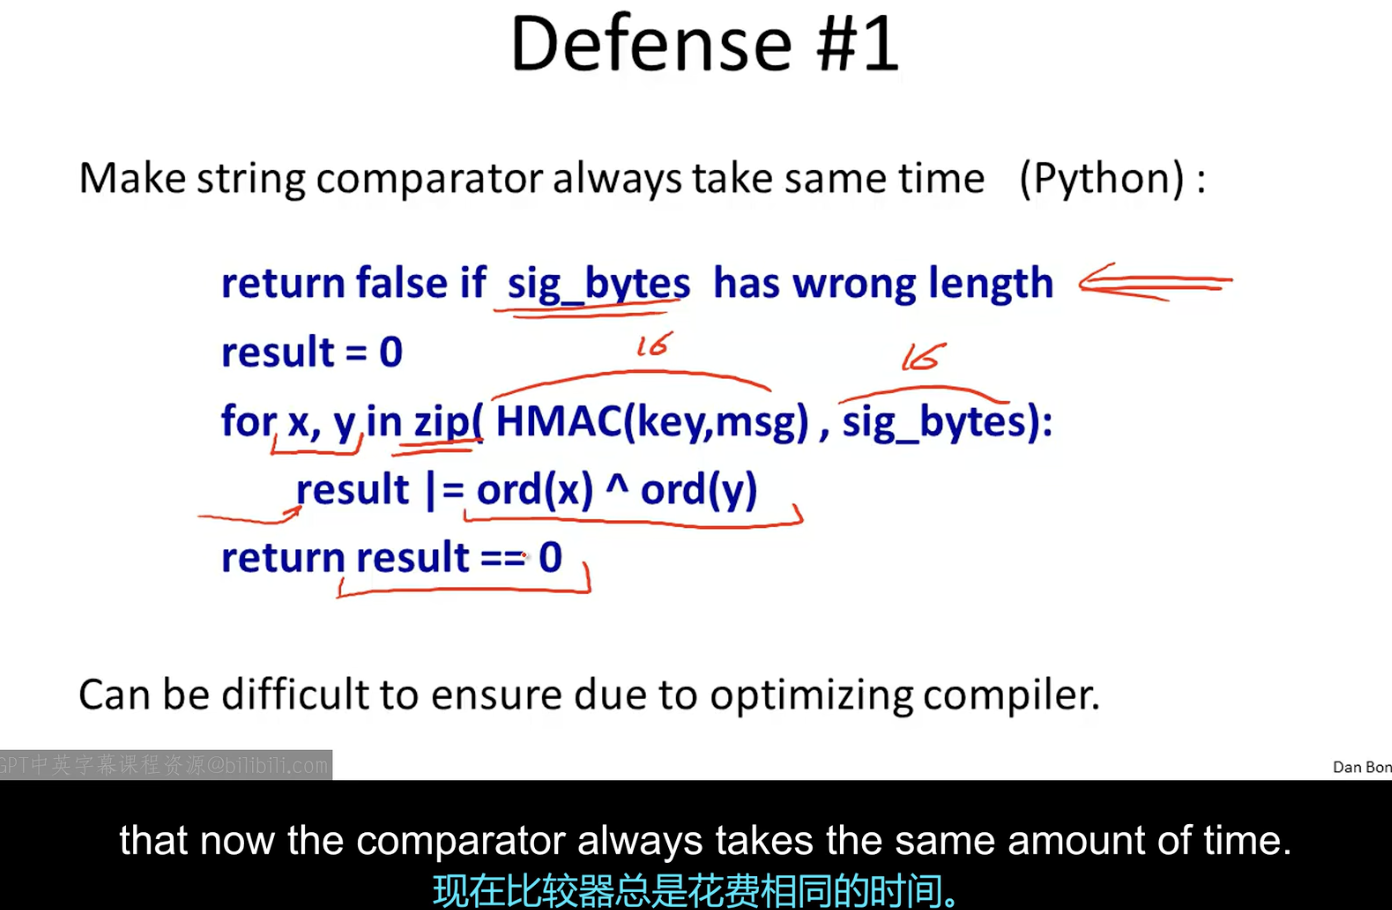 Defense #1
Make string comparator always take same time (Python) :
return false if sig_bytes has wrong length
result = 0
16
16
for x, y in zip( HMAC(key,msg) , sig_bytes):
result |= ord(x) ^ ord(y)
return result == 0
Can be difficult to ensure due to optimizing compiler.
GPT中英字幕课程资源@bilibili.com
Dan Bon
that now the comparator always takes the same amount of time.
现在比较器总是花费相同的时间。